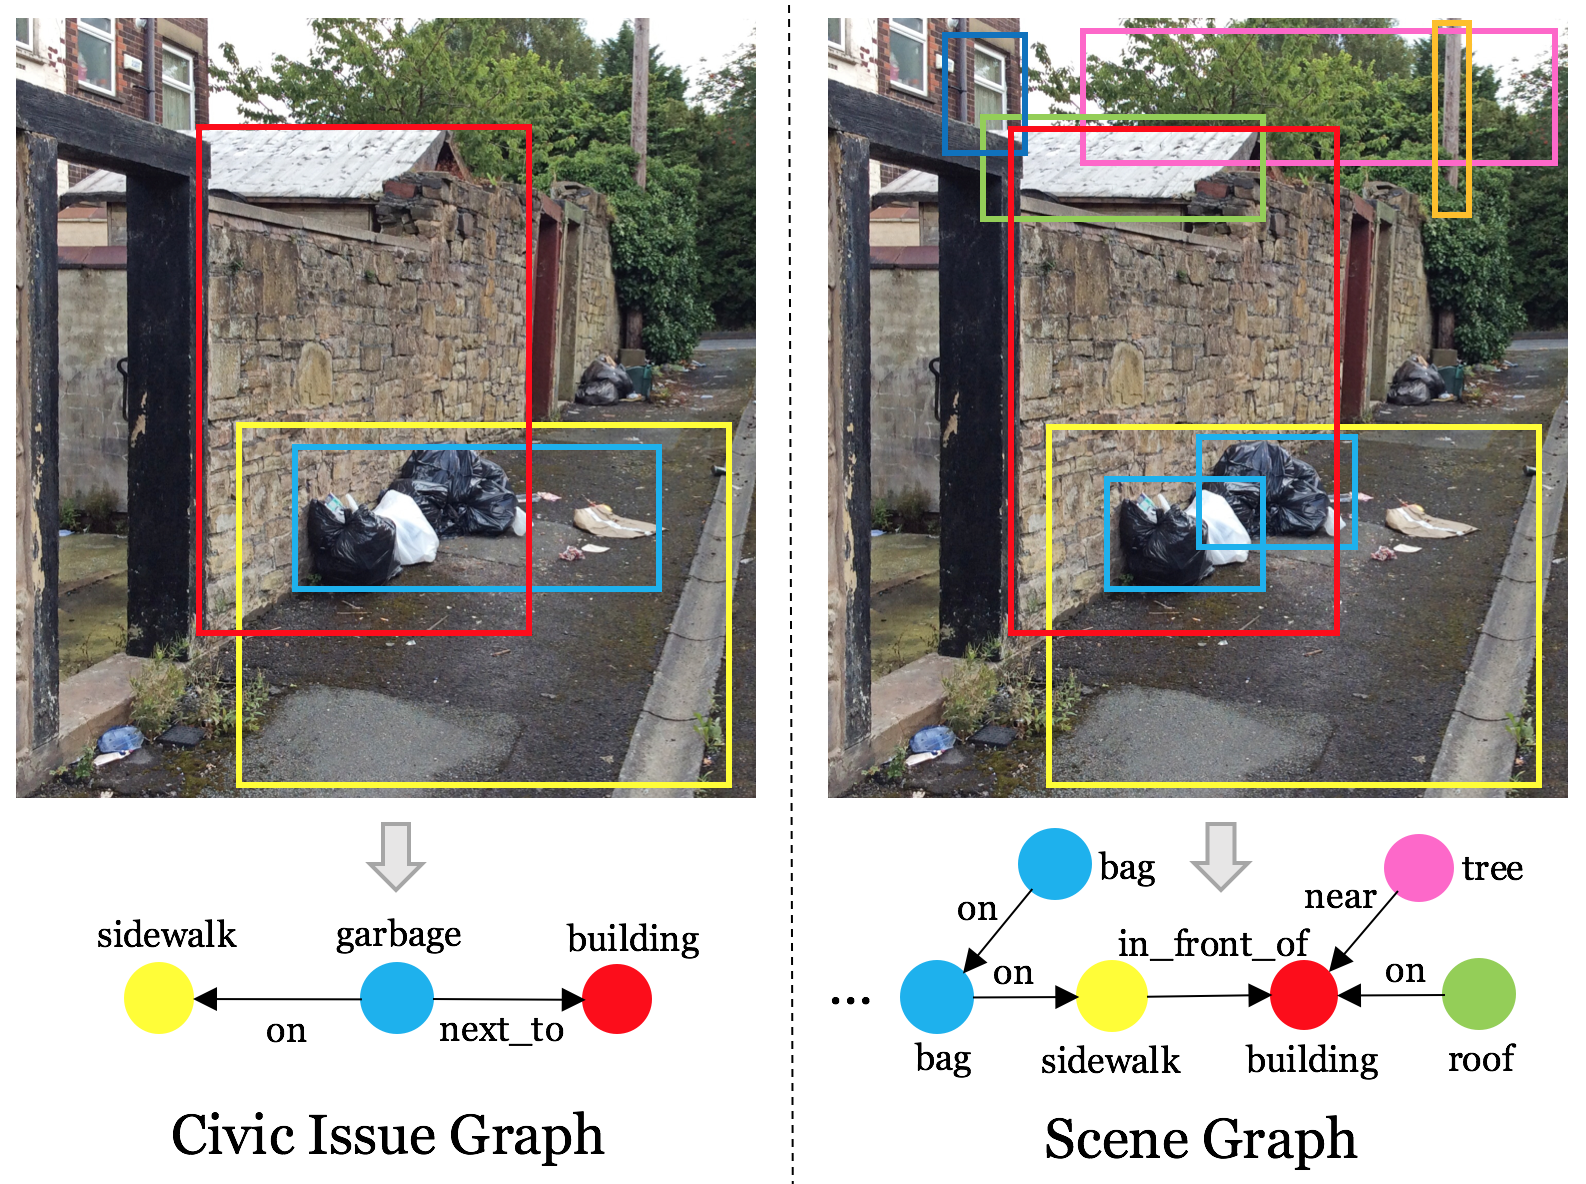 sidewalk
garbage
building
on
next_to
Civic Issue Graph
bag
tree
on
near
in_front_of
on
on
...
bag
sidewalk
building
roof
Scene Graph